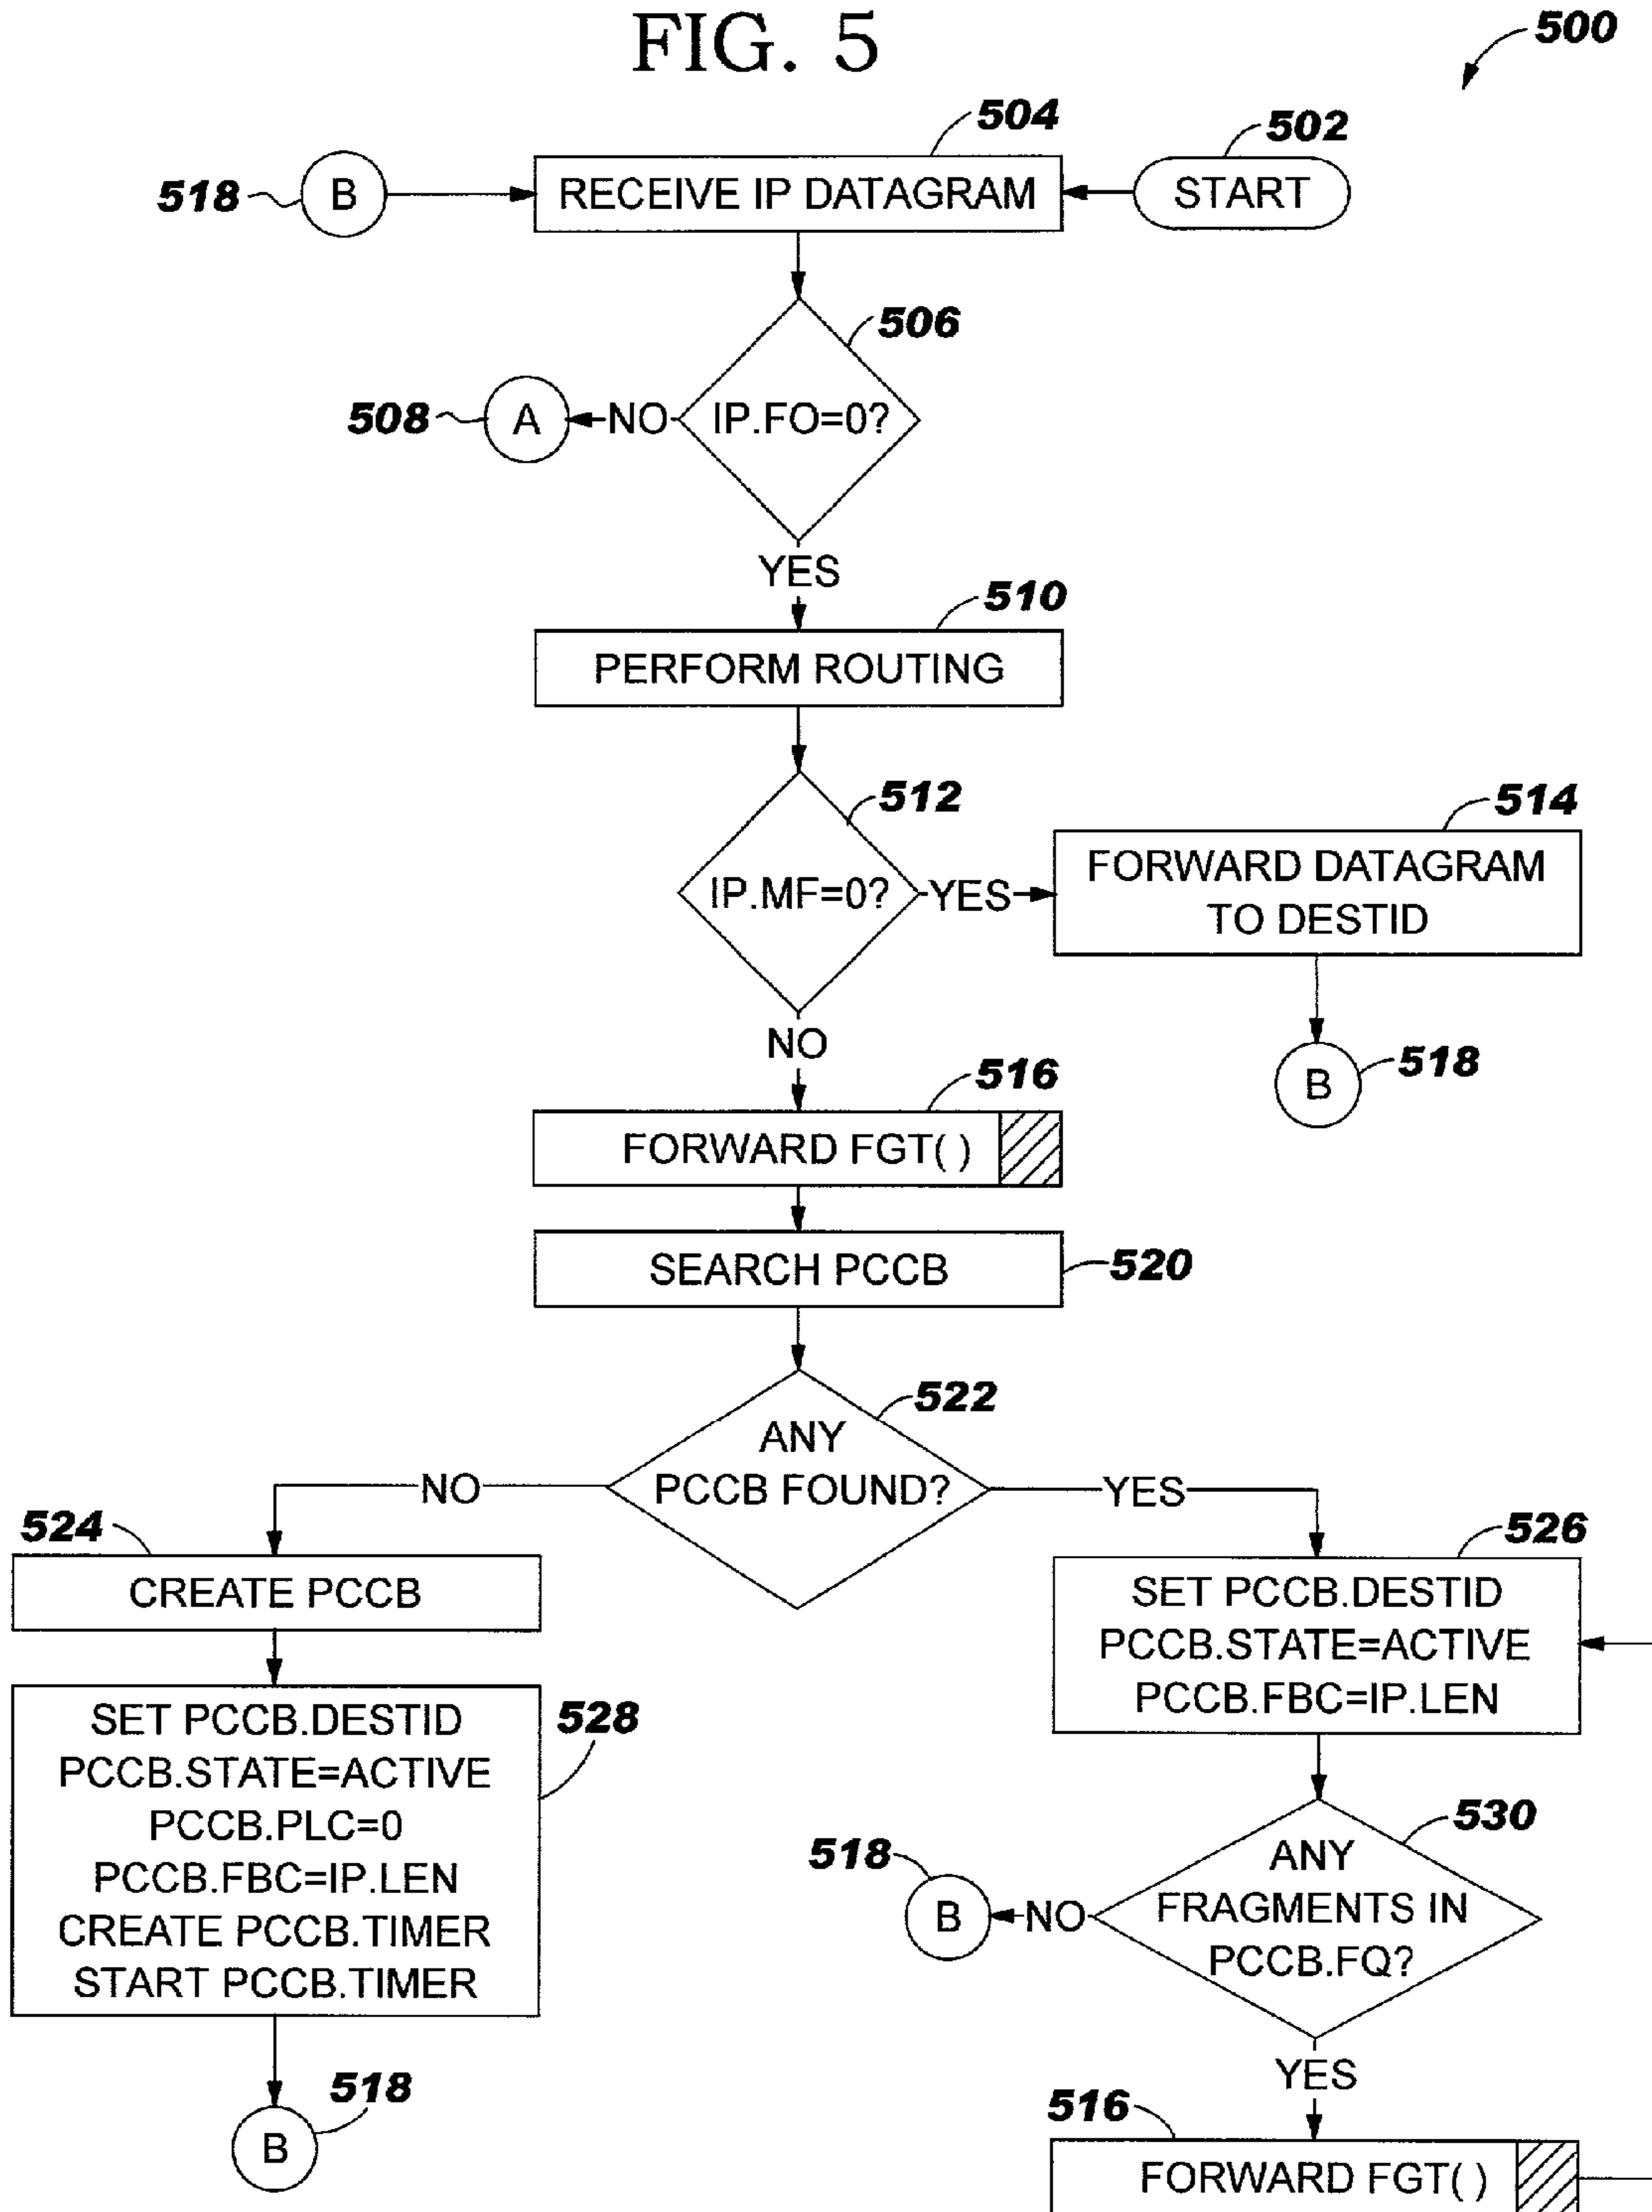 FIG. 5
500
504
502
518
B
RECEIVE IP DATAGRAM
START
506
508
A
NO
IP.FO=0?
YES
510
PERFORM ROUTING
512
514
IP.MF=0?
YES
FORWARD DATAGRAM
TO DESTID
NO
B
518
516
FORWARD FGT( )
SEARCH PCCB
520
522
ANY
PCCB FOUND?
NO
YES
524
CREATE PCCB
526
SET PCCB.DESTID
PCCB.STATE=ACTIVE
PCCB.FBC=IP.LEN
528
SET PCCB.DESTID
PCCB.STATE=ACTIVE
PCCB.PLC=0
PCCB.FBC=IP.LEN
CREATE PCCB.TIMER
START PCCB.TIMER
530
518
B
NO
ANY
FRAGMENTS IN
PCCB.FQ?
518
B
YES
516
FORWARD FGT( )